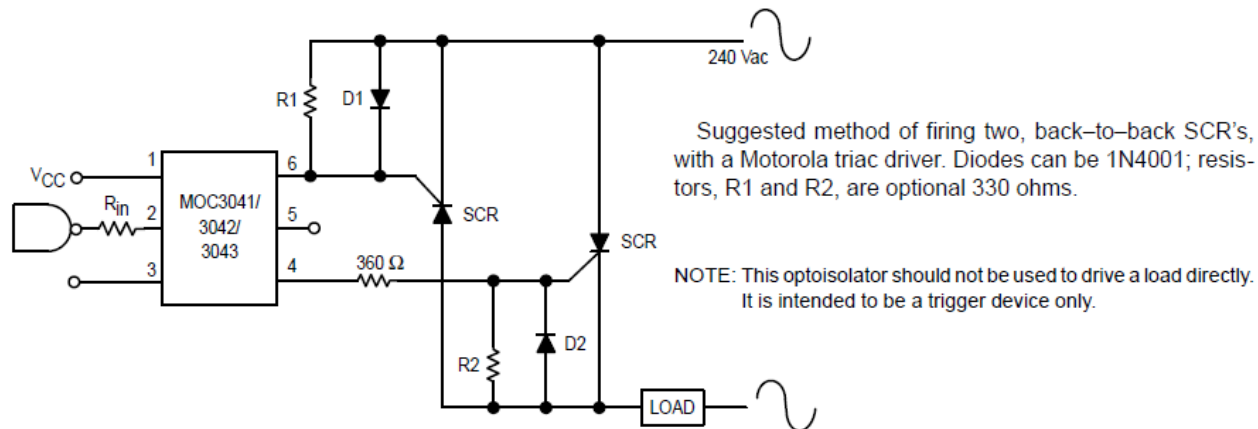 240 Vac
R1
D1
Suggested method of firing two, back–to–back SCR's,
with a Motorola triac driver. Diodes can be 1N4001; resis-
tors, R1 and R2, are optional 330 ohms.
1
6
VCC
MOC3041/
3042/
3043
Rin
2
5
SCR
SCR
3
4
360 Ω
NOTE: This optoisolator should not be used to drive a load directly.
It is intended to be a trigger device only.
R2
D2
LOAD